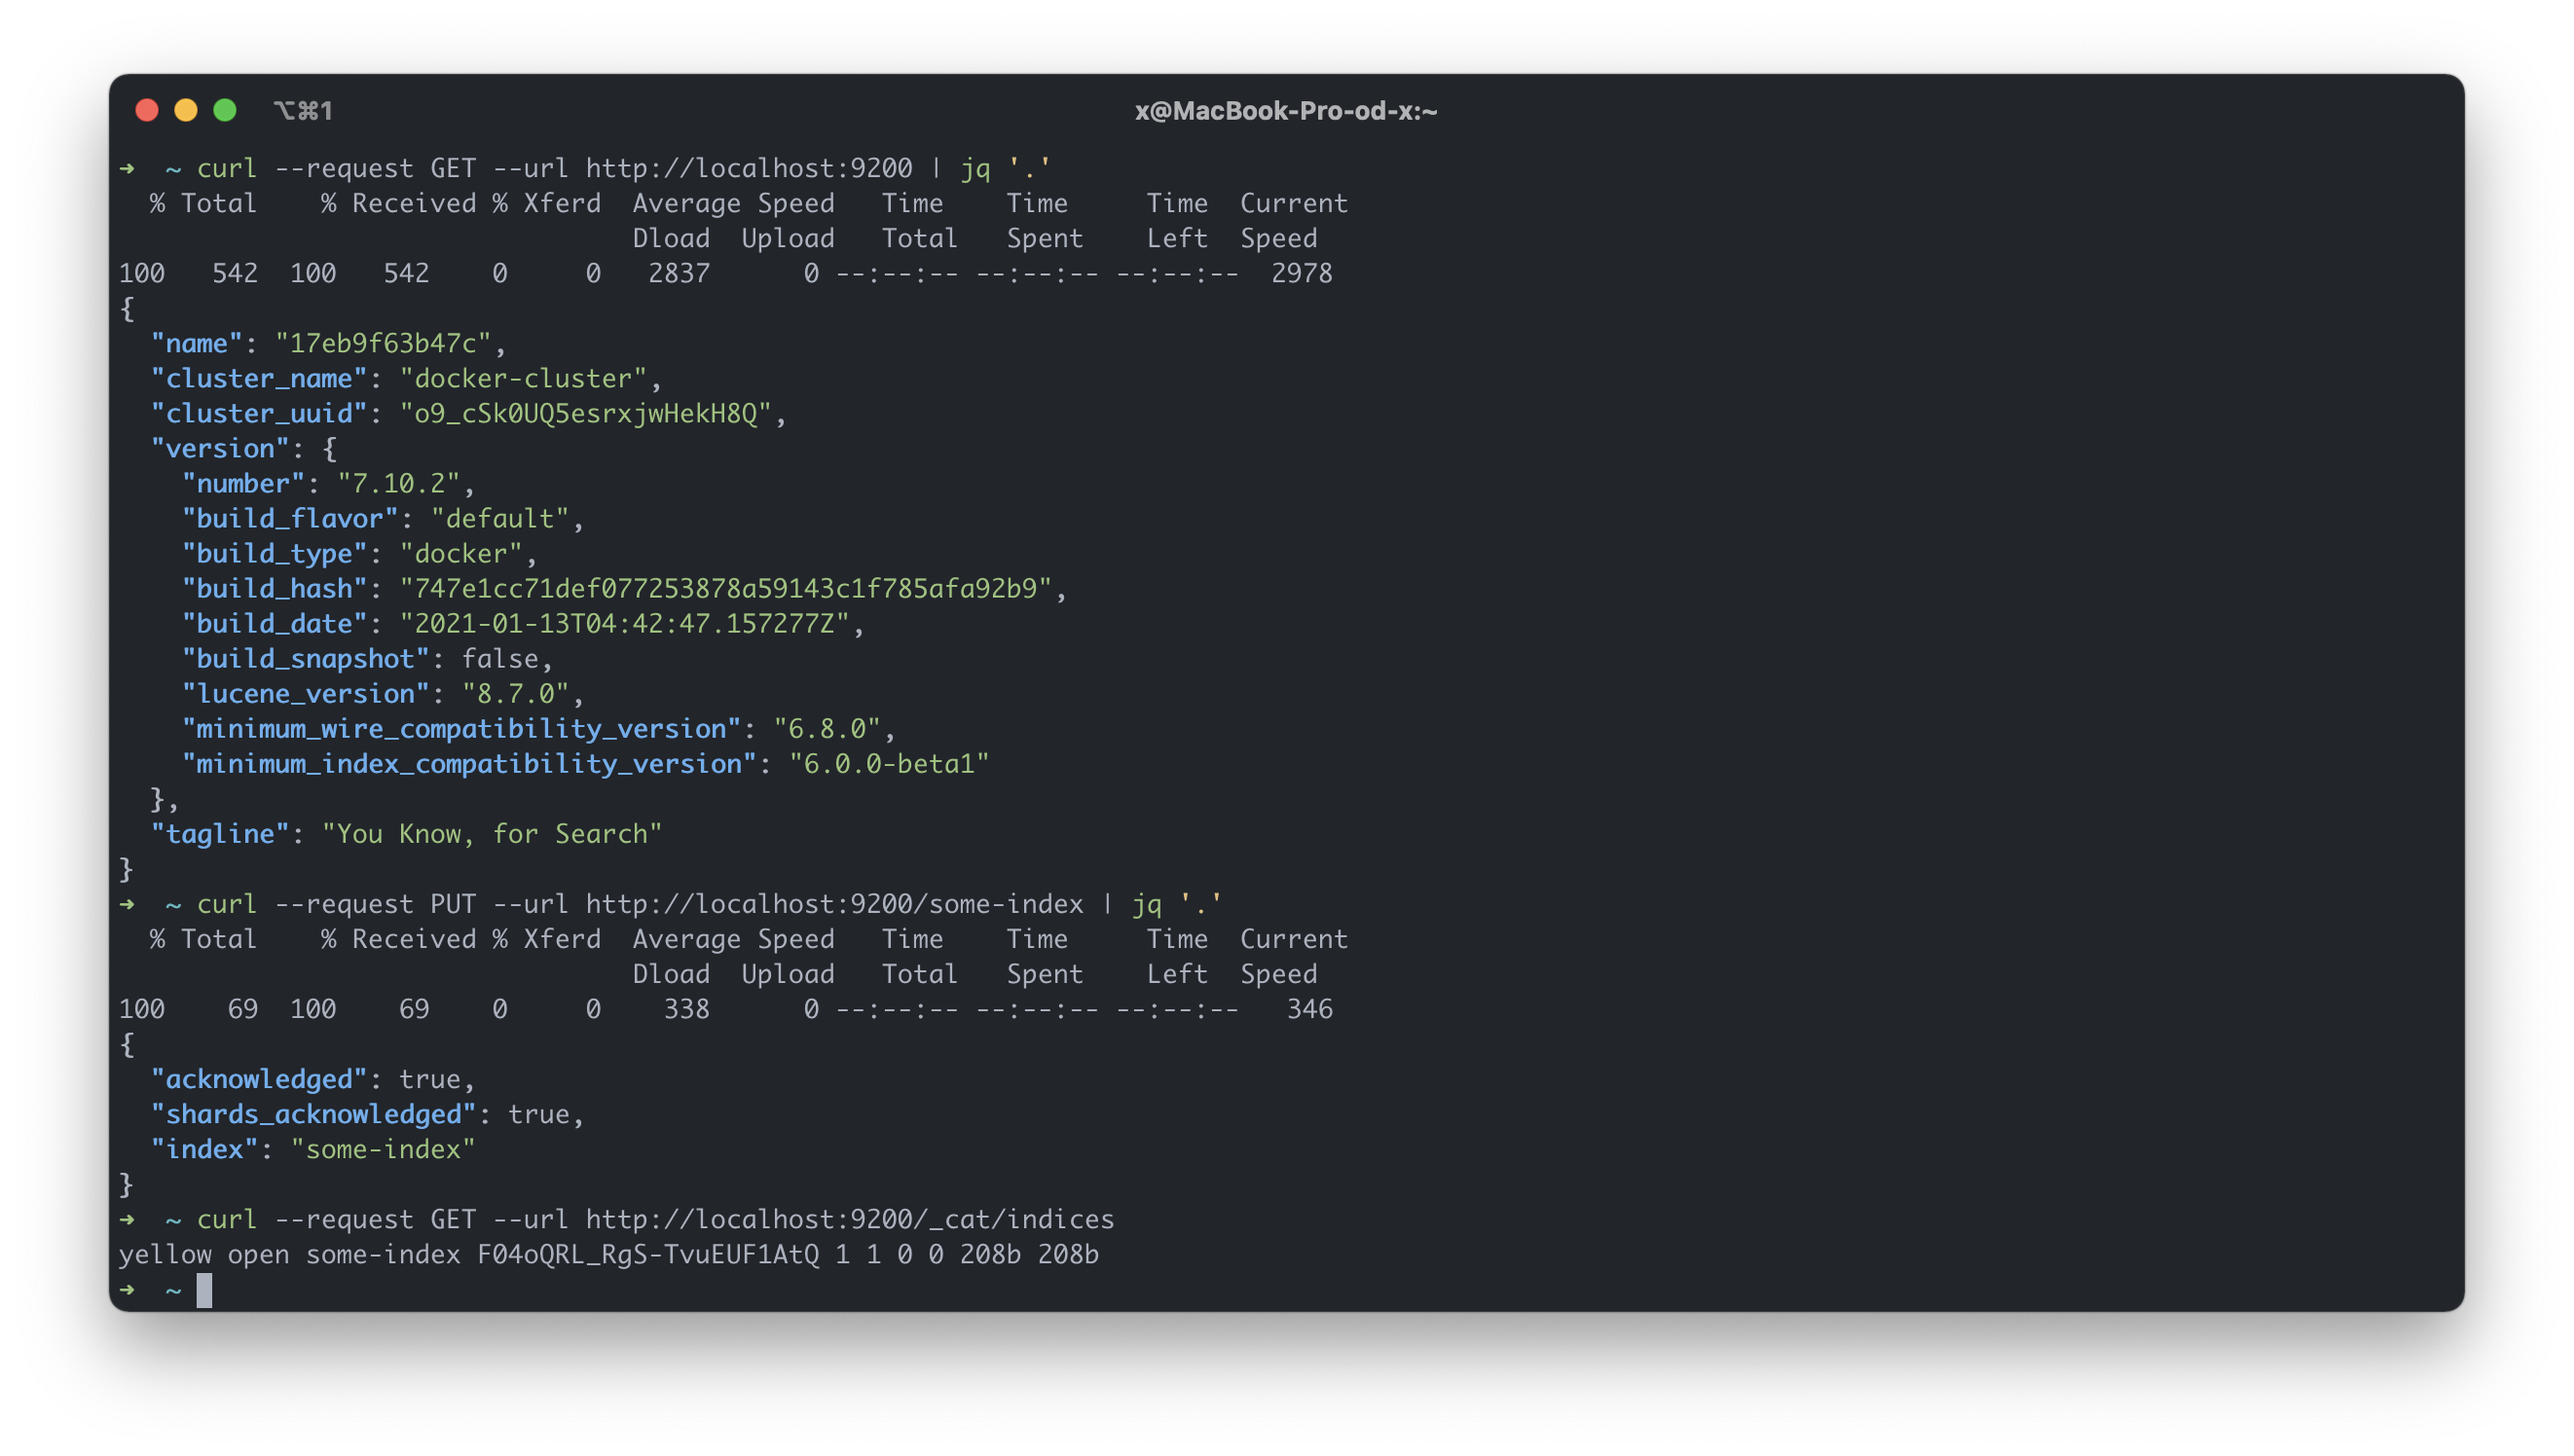 ⌥⌘1
x@MacBook-Pro-od-x:~
➜  ~ curl --request GET --url http://localhost:9200 | jq '.'
  % Total    % Received % Xferd  Average Speed   Time    Time     Time  Current
                                 Dload  Upload   Total   Spent    Left  Speed
100   542  100   542    0     0   2837      0 --:--:-- --:--:-- --:--:--  2978
{
  "name": "17eb9f63b47c",
  "cluster_name": "docker-cluster",
  "cluster_uuid": "o9_cSk0UQ5esrxjwHekH8Q",
  "version": {
    "number": "7.10.2",
    "build_flavor": "default",
    "build_type": "docker",
    "build_hash": "747e1cc71def077253878a59143c1f785afa92b9",
    "build_date": "2021-01-13T04:42:47.157277Z",
    "build_snapshot": false,
    "lucene_version": "8.7.0",
    "minimum_wire_compatibility_version": "6.8.0",
    "minimum_index_compatibility_version": "6.0.0-beta1"
  },
  "tagline": "You Know, for Search"
}
➜  ~ curl --request PUT --url http://localhost:9200/some-index | jq '.'
  % Total    % Received % Xferd  Average Speed   Time    Time     Time  Current
                                 Dload  Upload   Total   Spent    Left  Speed
100    69  100    69    0     0    338      0 --:--:-- --:--:-- --:--:--   346
{
  "acknowledged": true,
  "shards_acknowledged": true,
  "index": "some-index"
}
➜  ~ curl --request GET --url http://localhost:9200/_cat/indices
yellow open some-index F04oQRL_RgS-TvuEUF1AtQ 1 1 0 0 208b 208b
➜  ~